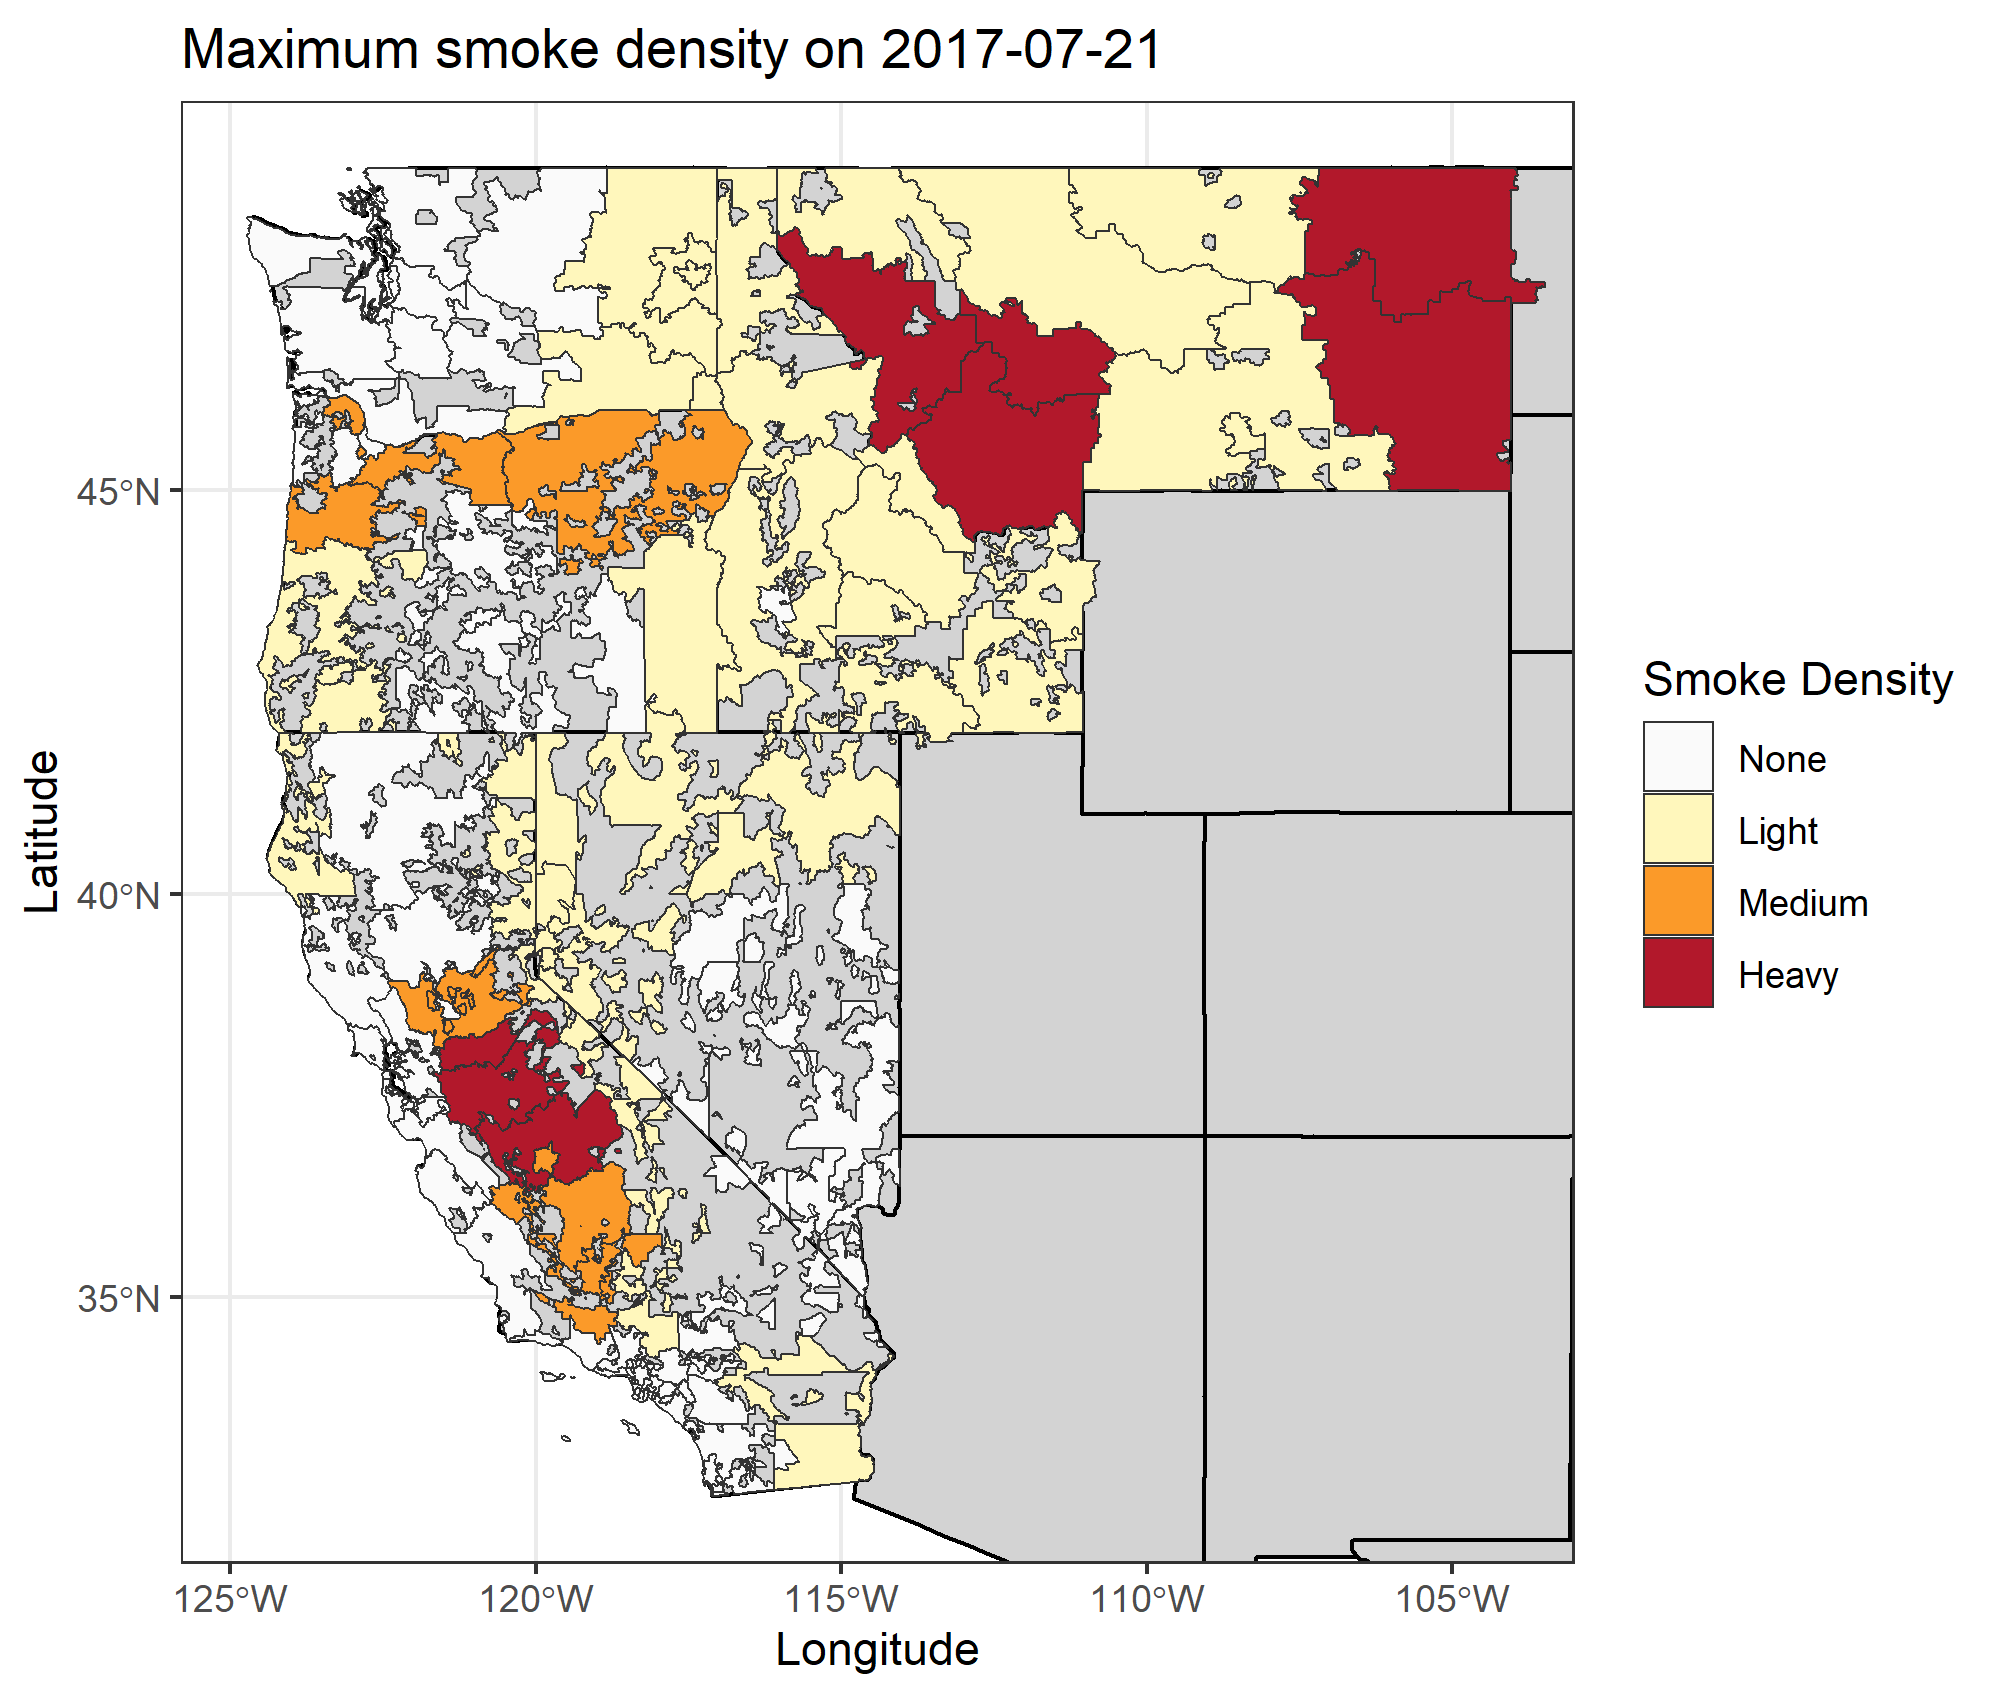 Maximum smoke density on 2017-07-21
45°N
40°N
35°N
Latitude
125°W 120°W 115°W 110°W 105°W
Longitude
Smoke Density
None
Light
Medium
Heavy